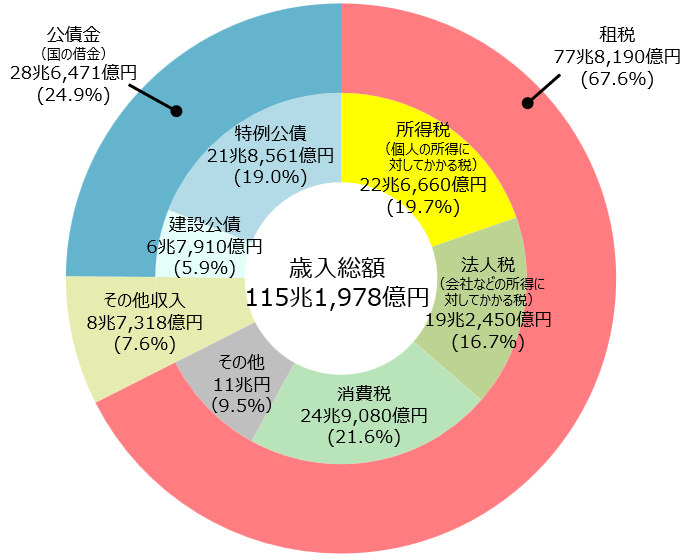 公債金
（国の借金）
28兆6,471億円
(24.9%)
租税
77兆8,190億円
(67.6%)
特例公債
21兆8,561億円
(19.0%)
所得税
（個人の所得に
対してかかる税）
22兆6,660億円
(19.7%)
建設公債
6兆7,910億円
(5.9%)
歳入総額
115兆1,978億円
法人税
（会社などの所得に
対してかかる税）
19兆2,450億円
(16.7%)
その他収入
8兆7,318億円
(7.6%)
その他
11兆円
（9.5%）
消費税
24兆9,080億円
(21.6%)